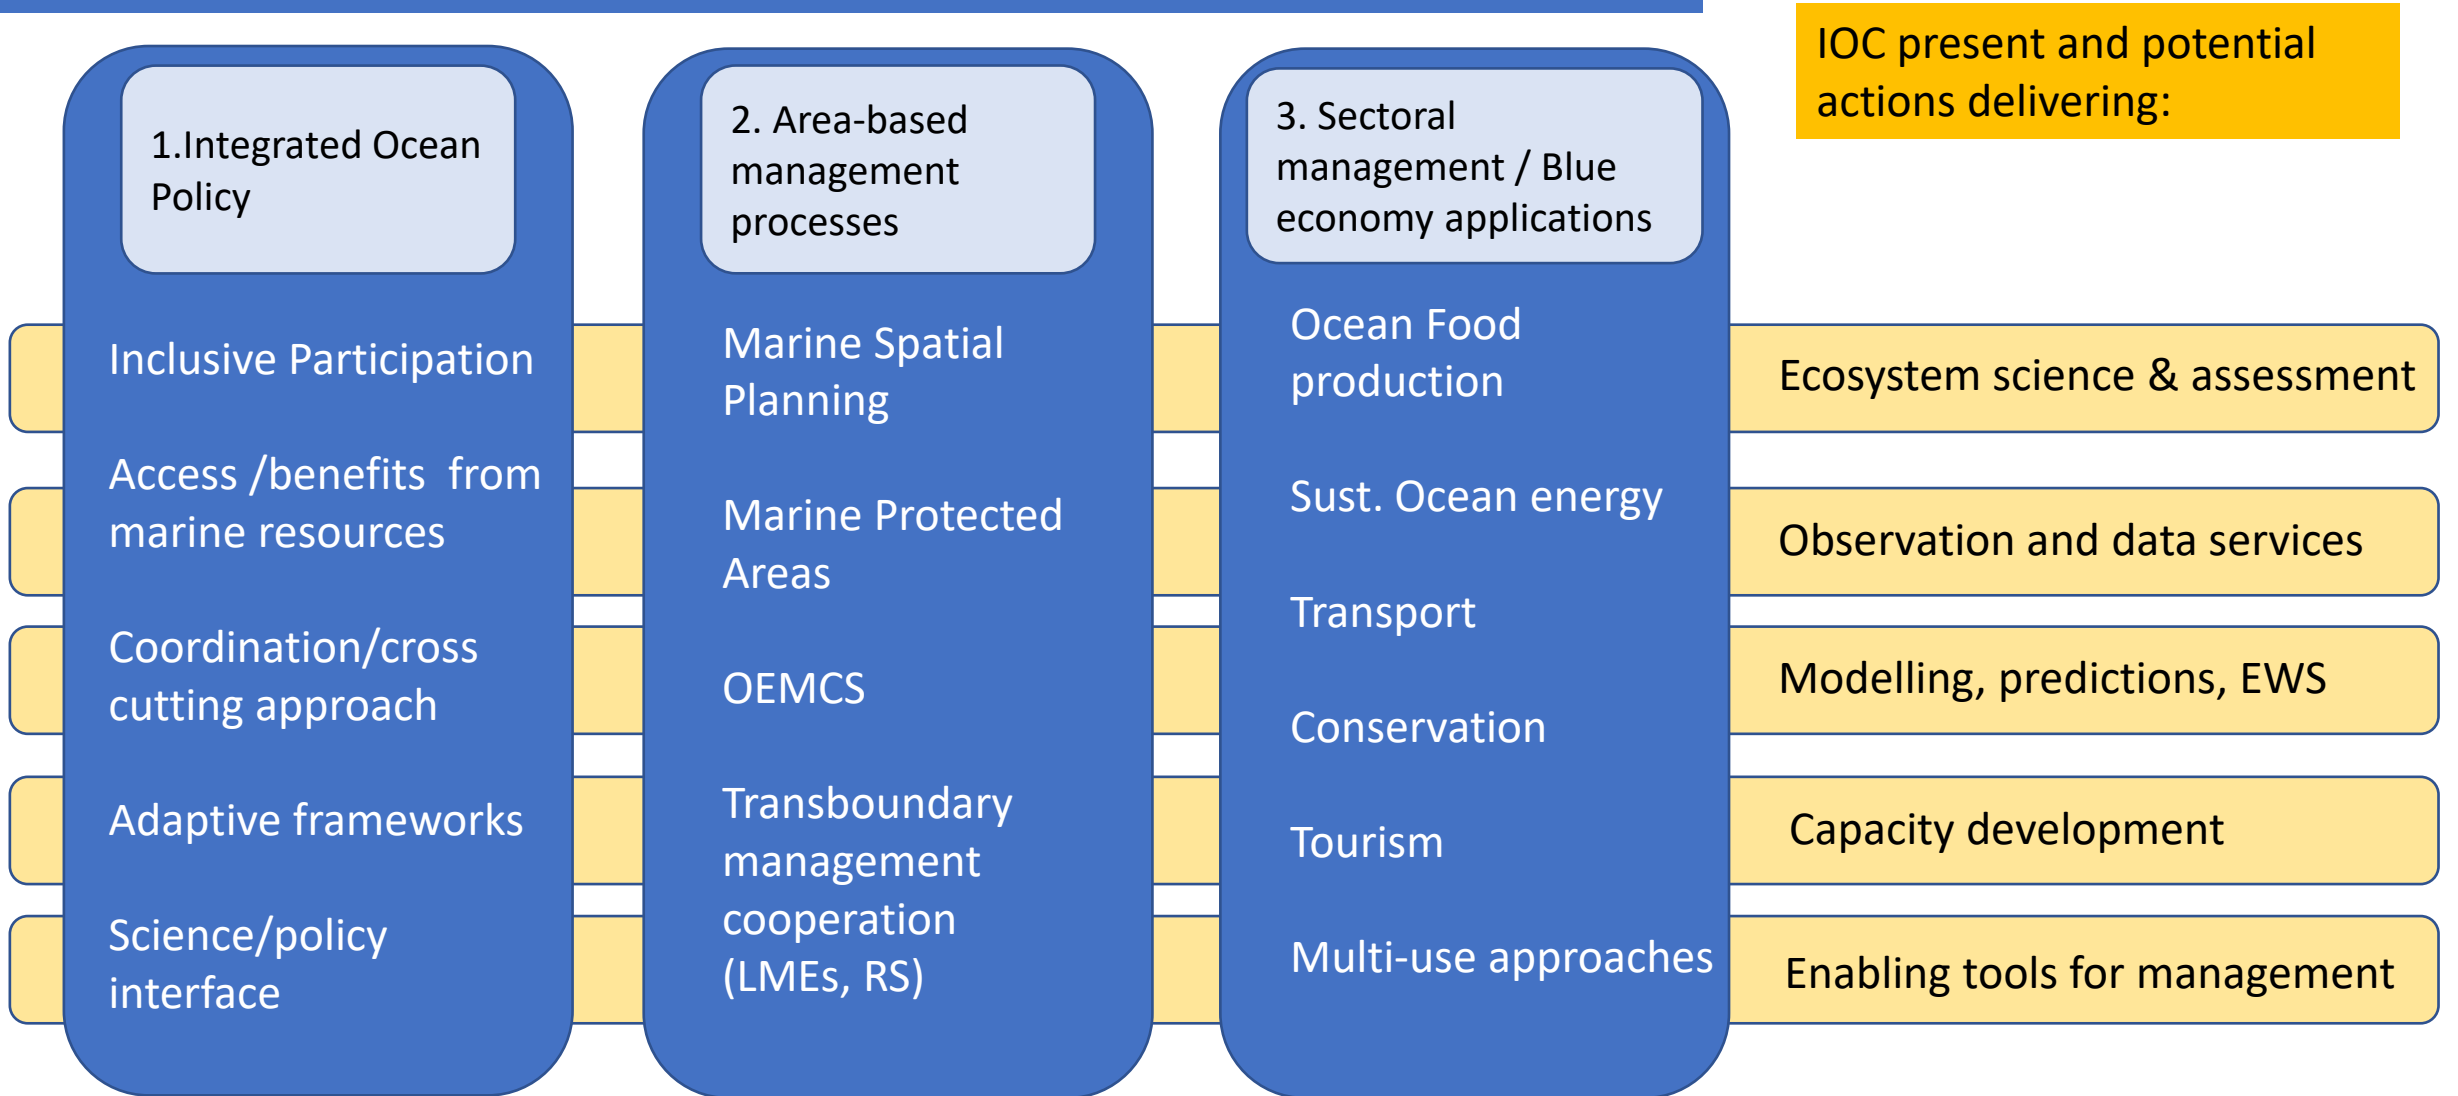 1.Integrated Ocean
Policy
Inclusive Participation
Access /benefits  from
marine resources
Coordination/cross
cutting approach
Adaptive frameworks
Science/policy
interface
2. Area-based
management
processes
Marine Spatial
Planning
Marine Protected
Areas
OEMCS
Transboundary
management
cooperation
(LMEs, RS)
3. Sectoral
management / Blue
economy applications
Ocean Food
production
Sust. Ocean energy
Transport
Conservation
Tourism
Multi-use approaches
IOC present and potential
actions delivering:
Ecosystem science & assessment
Observation and data services
Modelling, predictions, EWS
Capacity development
Enabling tools for management